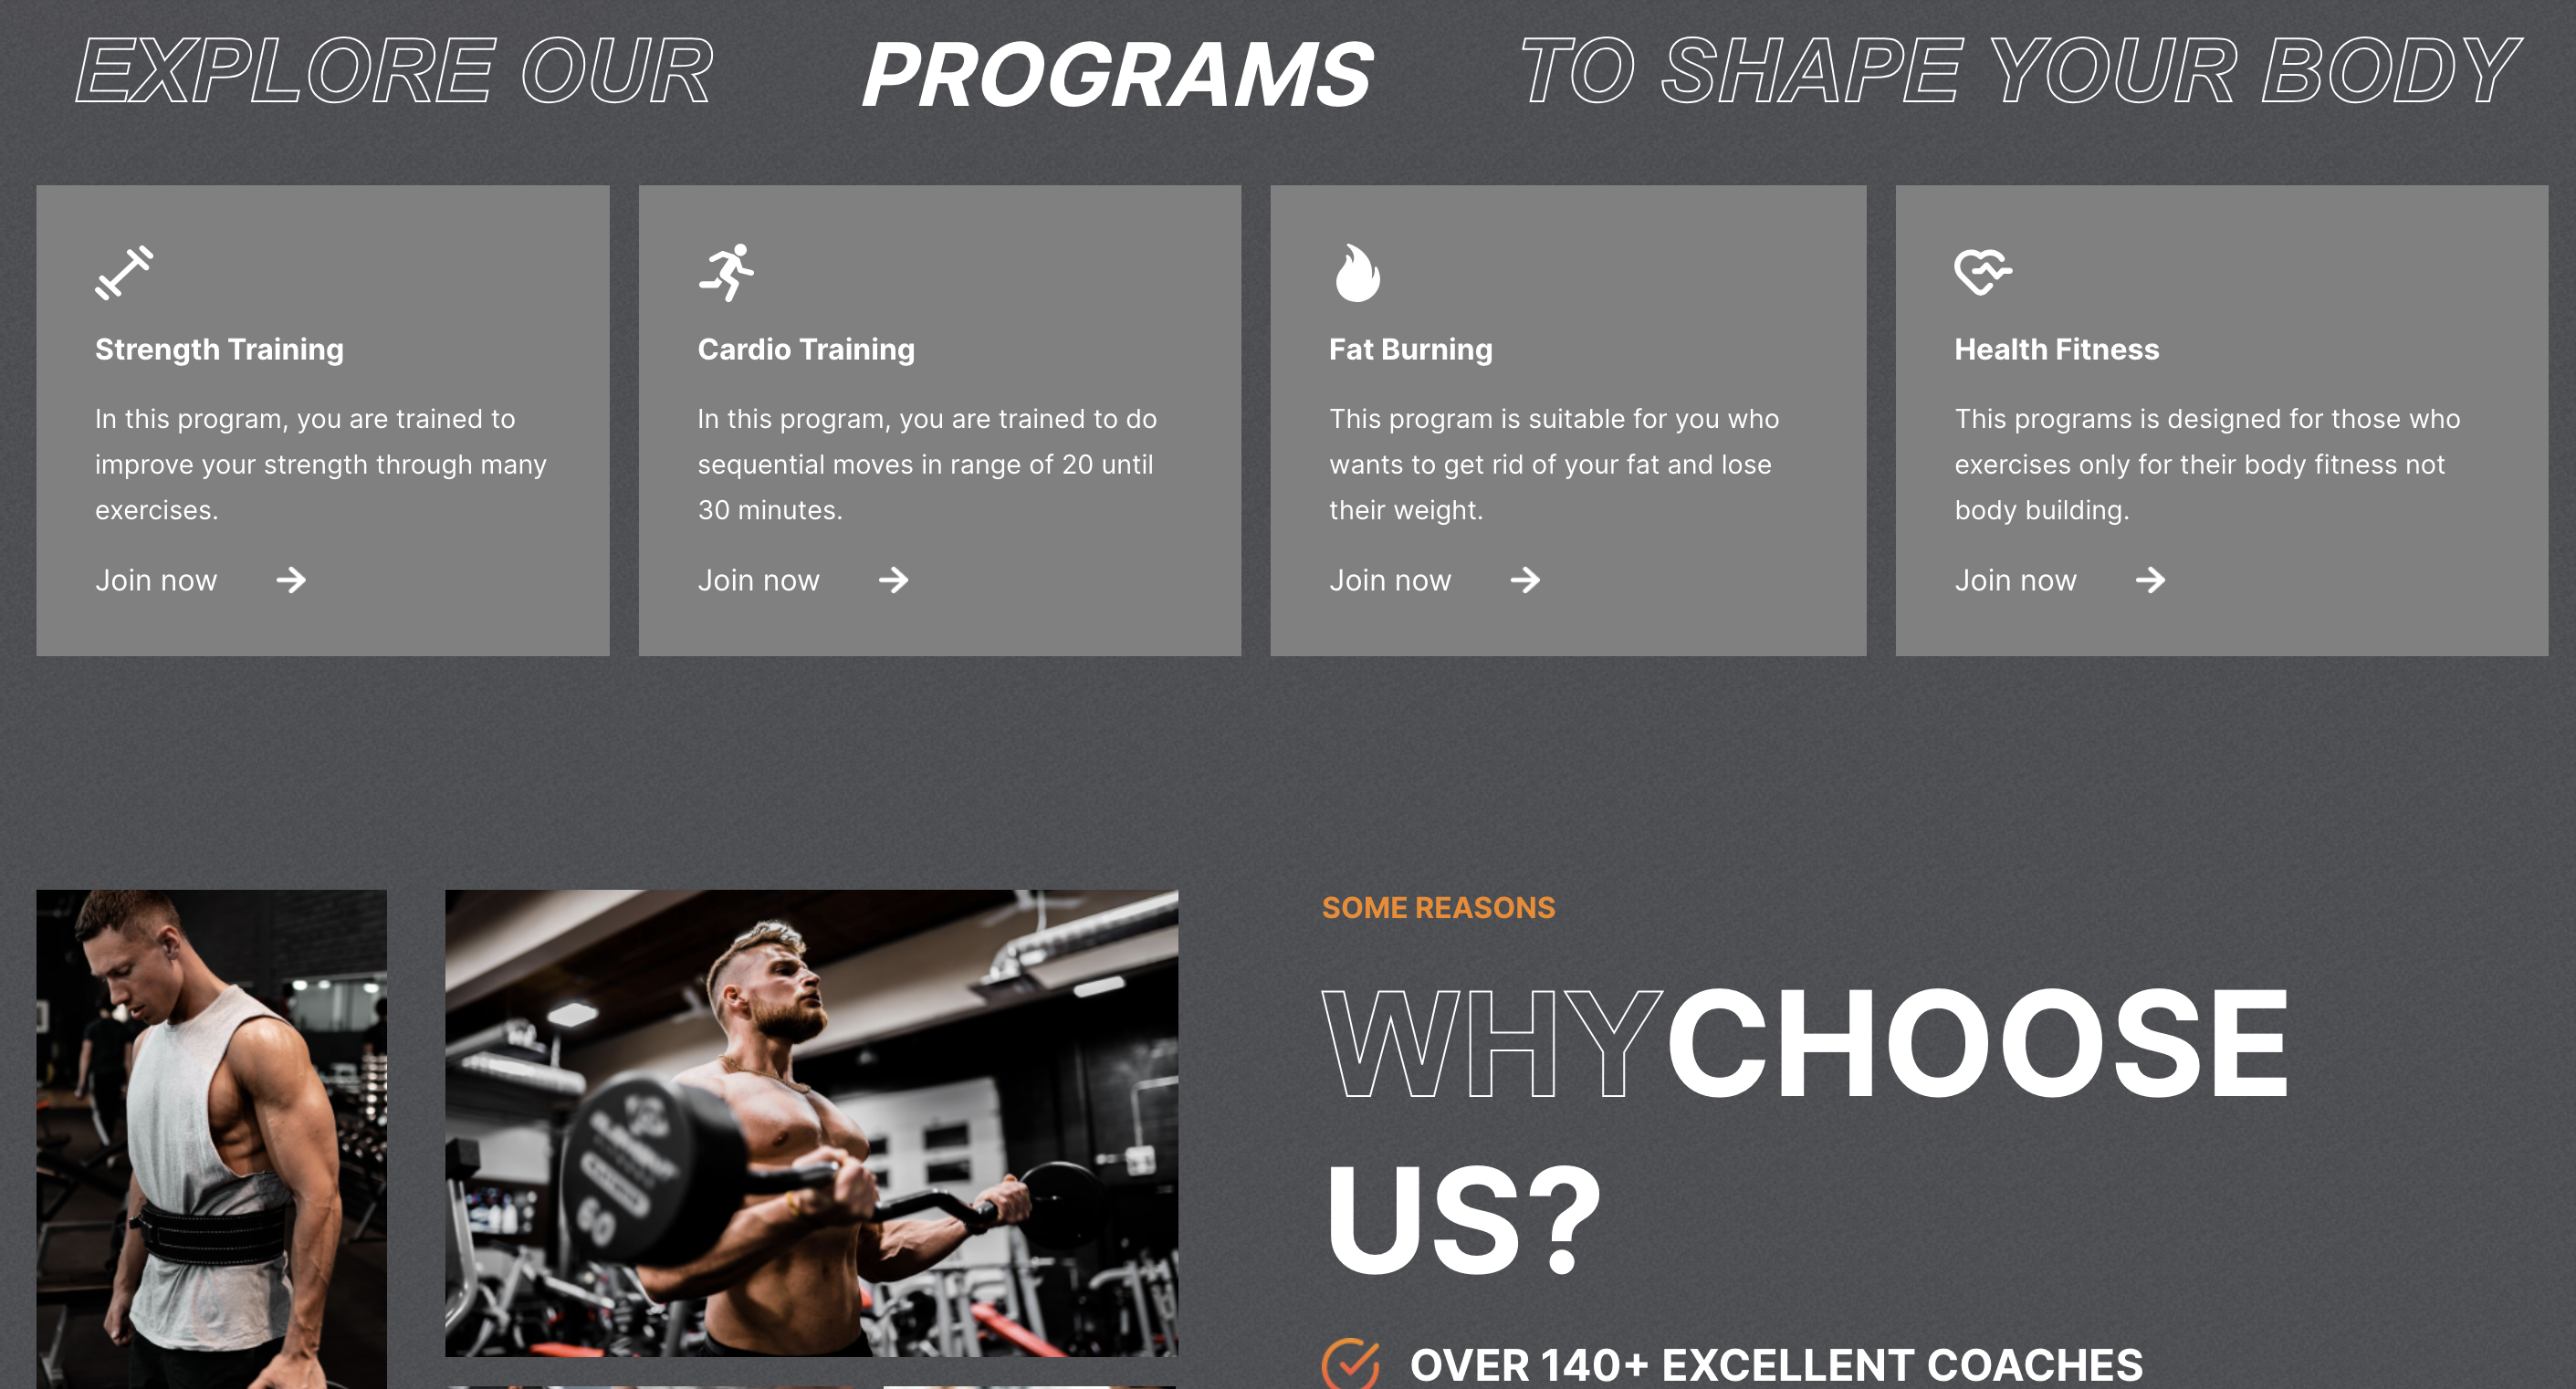 EXPLORE OUR PROGRAMS TO SHAPE YOUR BODY
Strength Training
In this program, you are trained to
improve your strength through many
exercises.
Join now
Cardio Training
In this program, you are trained to do
sequential moves in range of 20 until
30 minutes.
Join now
Fat Burning
This program is suitable for you who
wants to get rid of your fat and lose
their weight.
Join now
Health Fitness
This programs is designed for those who
exercises only for their body fitness not
body building.
Join now
60
SOME REASONS
WHYCHOOSE
US?
OVER 140+ EXCELLENT COACHES